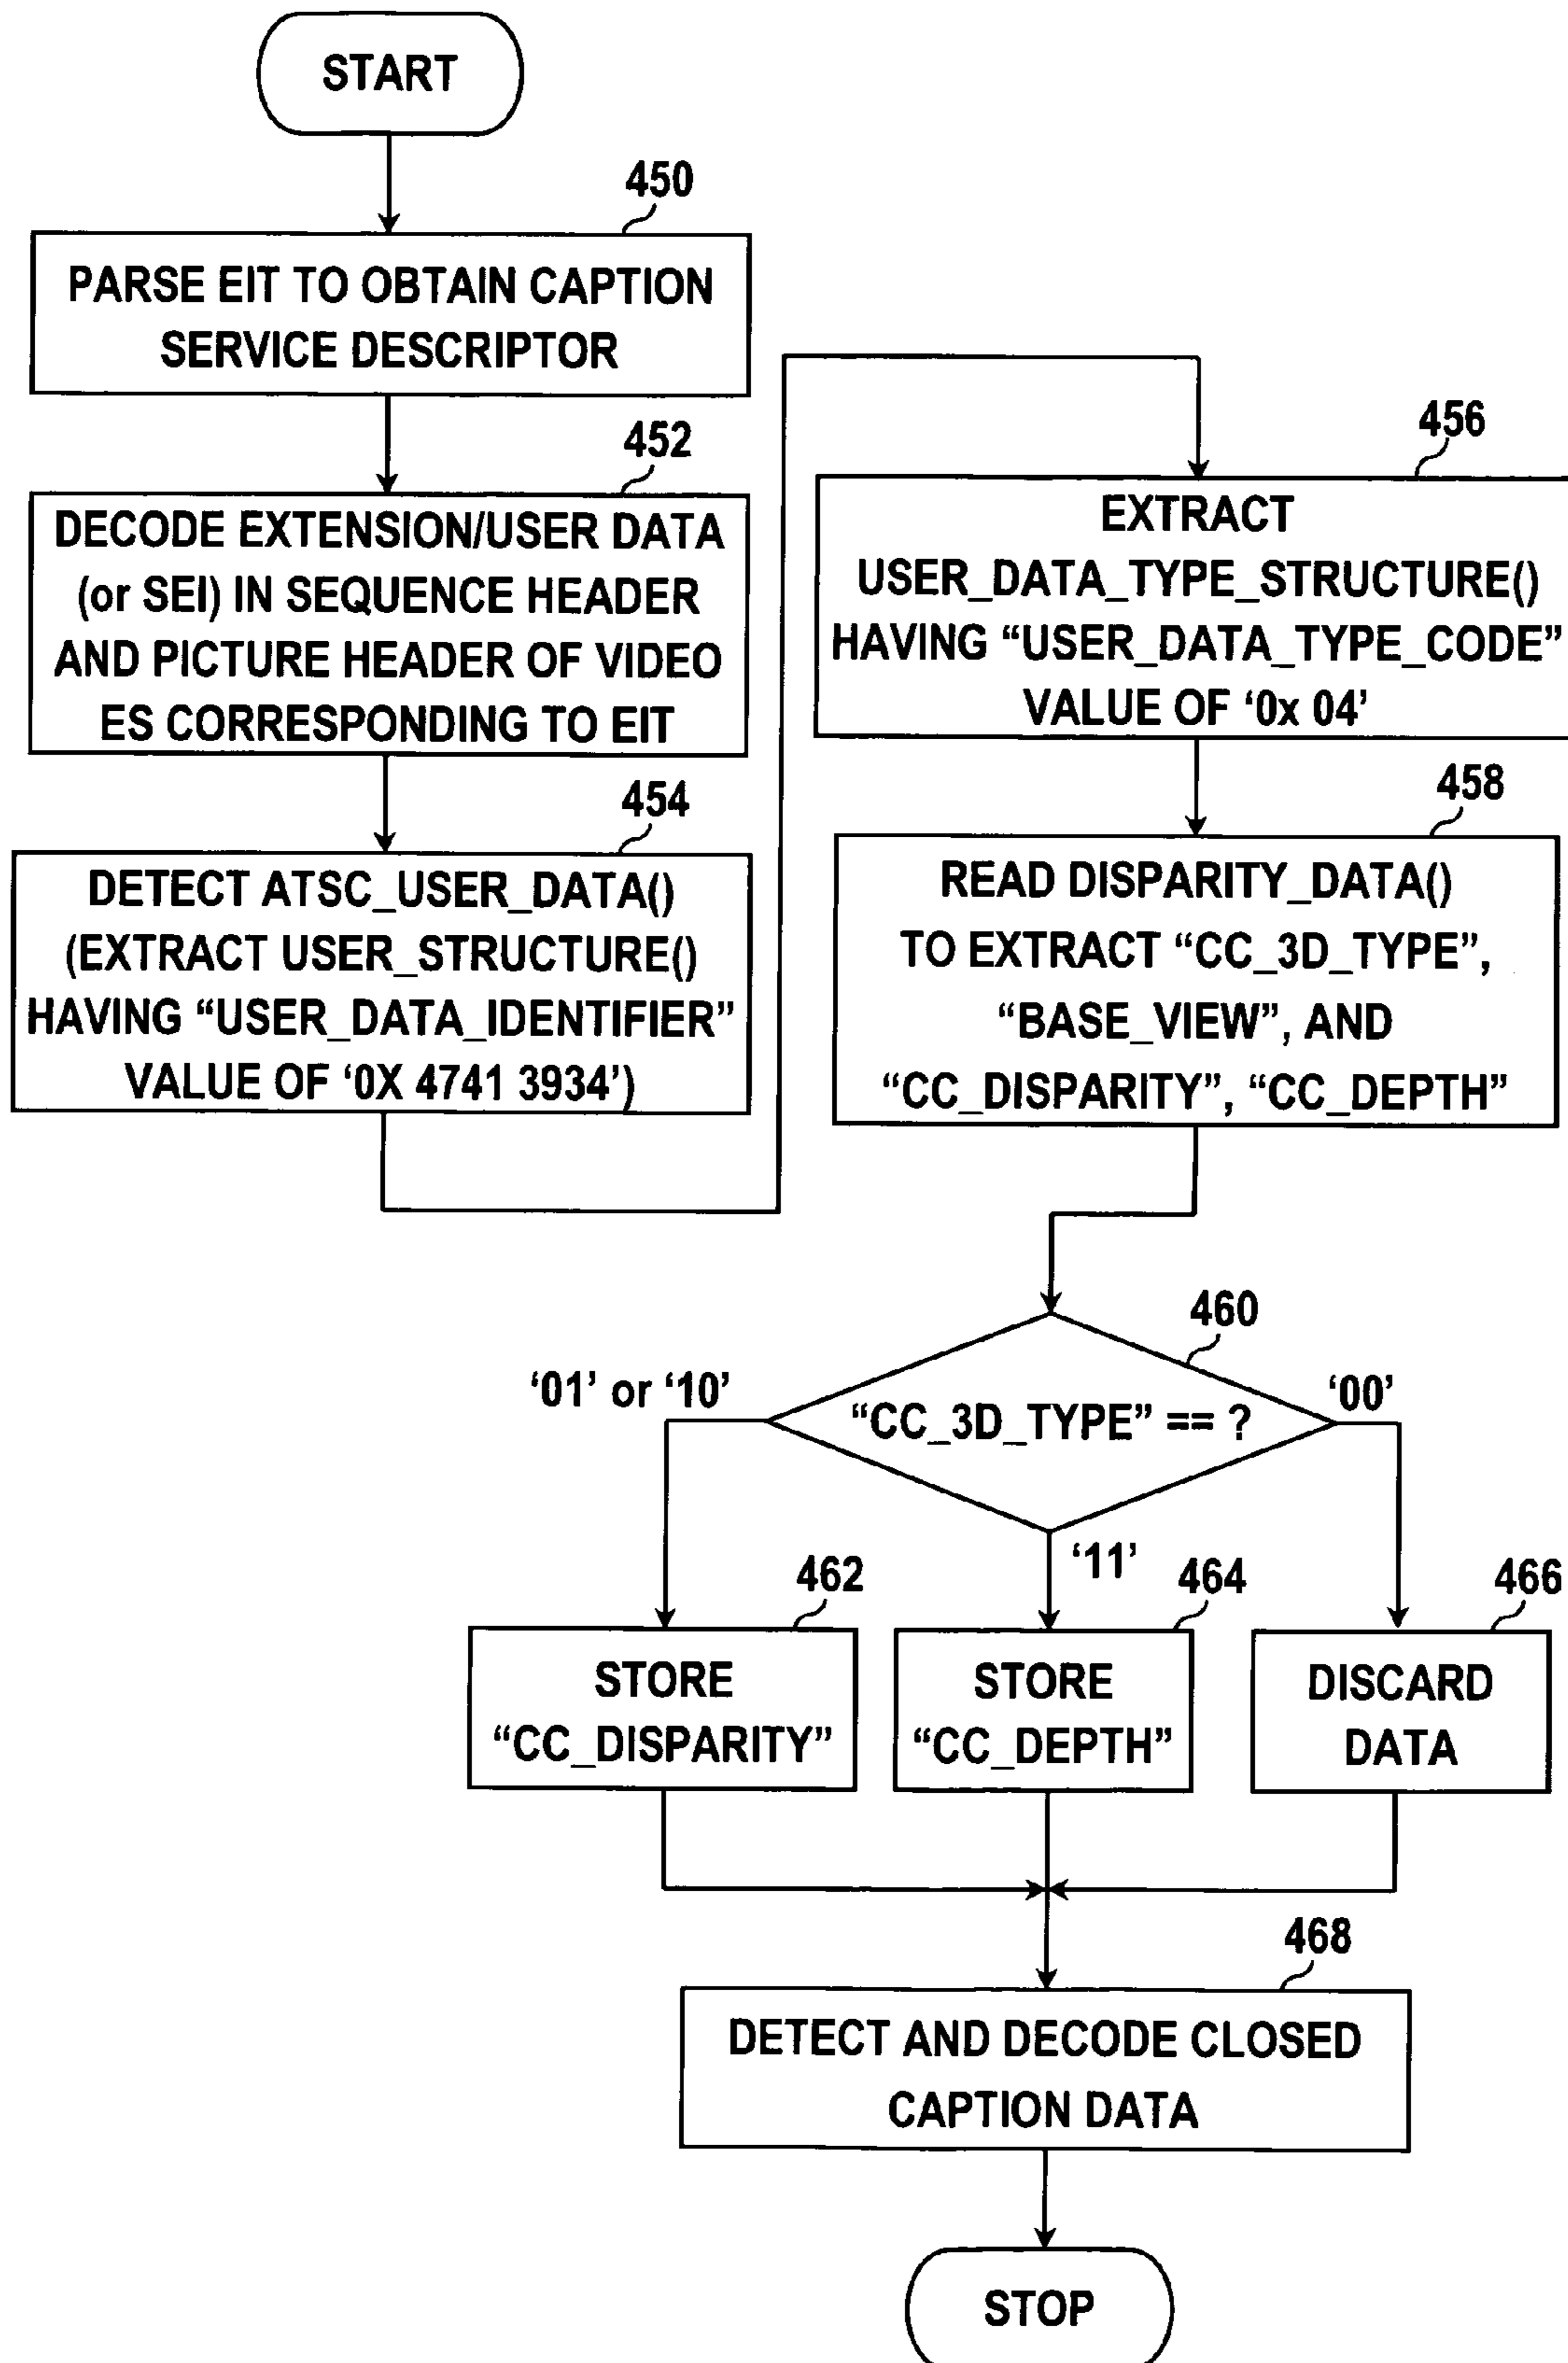 START
450
PARSE EIT TO OBTAIN CAPTION
SERVICE DESCRIPTOR
452
DECODE EXTENSION/USER DATA
(or SEI) IN SEQUENCE HEADER
AND PICTURE HEADER OF VIDEO
ES CORRESPONDING TO EIT
454
DETECT ATSC_USER_DATA()
(EXTRACT USER_STRUCTURE()
HAVING “USER_DATA_IDENTIFIER”
VALUE OF ‘0X 4741 3934’)
456
EXTRACT
USER_DATA_TYPE_STRUCTURE()
HAVING “USER_DATA_TYPE_CODE”
VALUE OF ‘0x 04’
458
READ DISPARITY_DATA()
TO EXTRACT “CC_3D_TYPE”,
“BASE_VIEW”, AND
“CC_DISPARITY”, “CC_DEPTH”
460
“CC_3D_TYPE” == ?
‘01’ or ‘10’
‘11’
‘00’
462
STORE
“CC_DISPARITY”
464
STORE
“CC_DEPTH”
466
DISCARD
DATA
468
DETECT AND DECODE CLOSED
CAPTION DATA
STOP